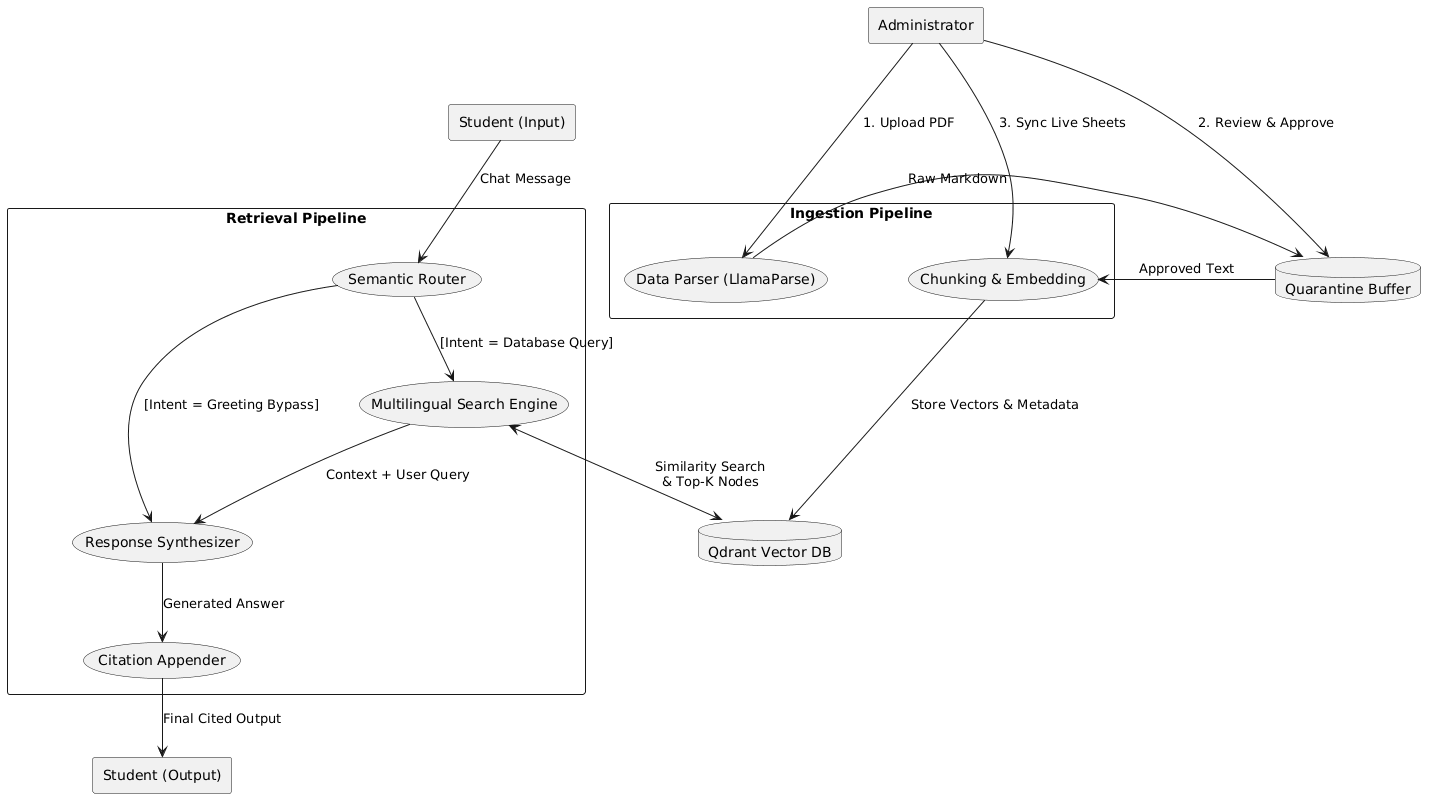 Administrator
Student (Input)
1. Upload PDF
3. Sync Live Sheets
2. Review & Approve
Chat Message
Raw Markdown
Retrieval Pipeline
Ingestion Pipeline
Semantic Router
Data Parser (LlamaParse)
Chunking & Embedding
Approved Text
Quarantine Buffer
[Intent = Database Query]
[Intent = Greeting Bypass]
Multilingual Search Engine
Store Vectors & Metadata
Context + User Query
Similarity Search
& Top-K Nodes
Response Synthesizer
Qdrant Vector DB
Generated Answer
Citation Appender
Final Cited Output
Student (Output)